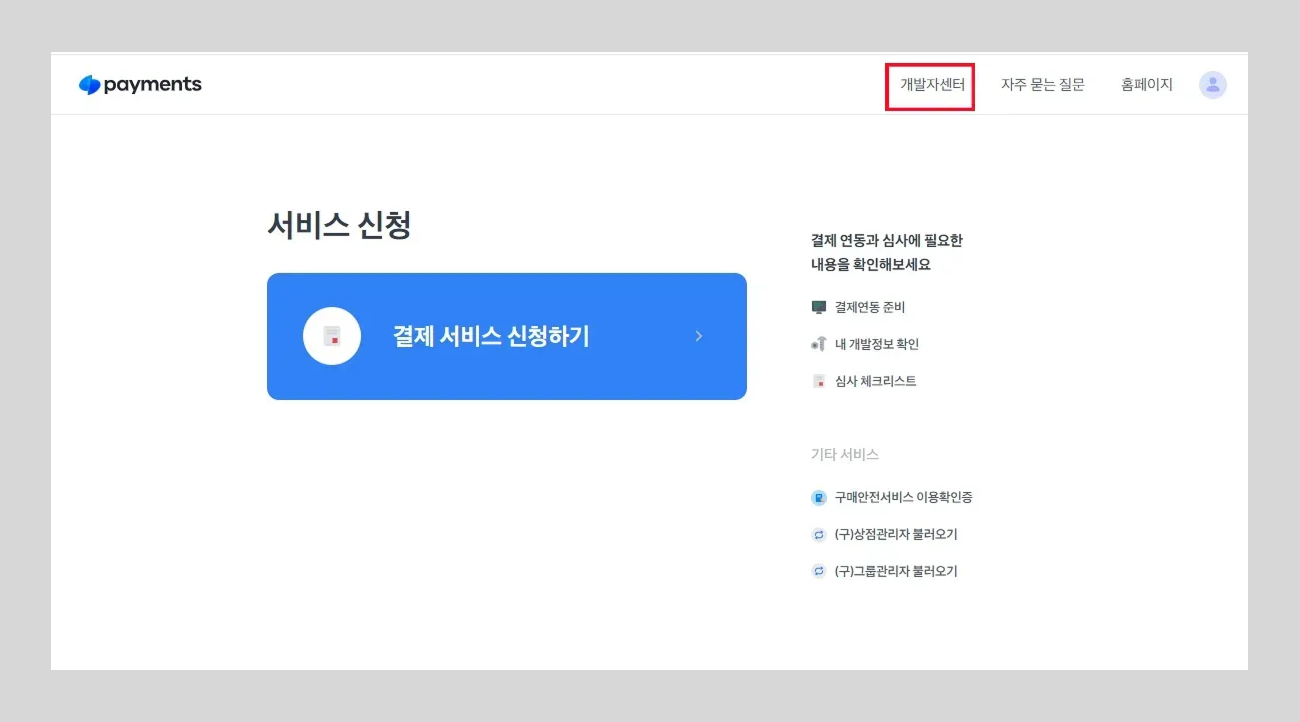 payments
개발자센터
자주 묻는 질문
홈페이지
서비스 신청
결제 서비스 신청하기
결제 연동과 심사에 필요한
내용을 확인해보세요
결제연동 준비
내 개발정보 확인
심사 체크리스트
기타 서비스
구매안전서비스 이용확인증
(구)상점관리자 불러오기
(구)그룹관리자 불러오기